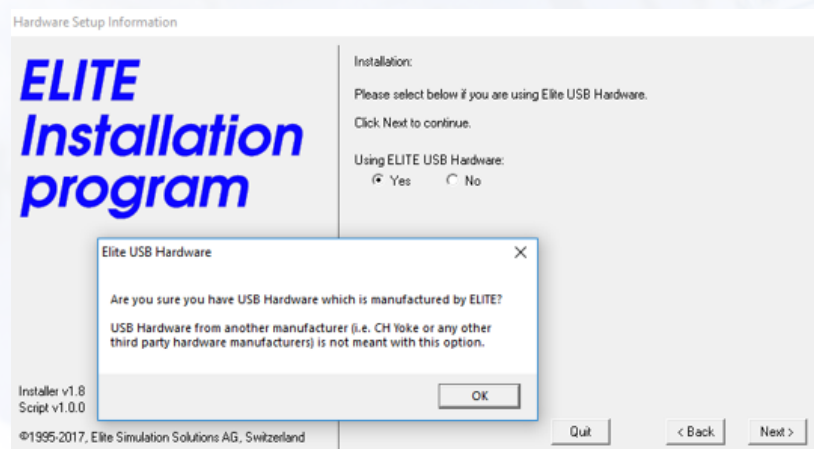 Hardware Setup Information
ELITE
Installation
program
Installation:
Please select below if you are using Elite USB Hardware.
Click Next to continue.
Using ELITE USB Hardware:
Yes No
Elite USB Hardware
Are you sure you have USB Hardware which is manufactured by ELITE?
USB Hardware from another manufacturer (i.e. CH Yoke or any other
third party hardware manufacturers) is not meant with this option.
OK
Installer v1.8
Script v1.0.0
©1995-2017, Elite Simulation Solutions AG, Switzerland
Quit < Back Next >